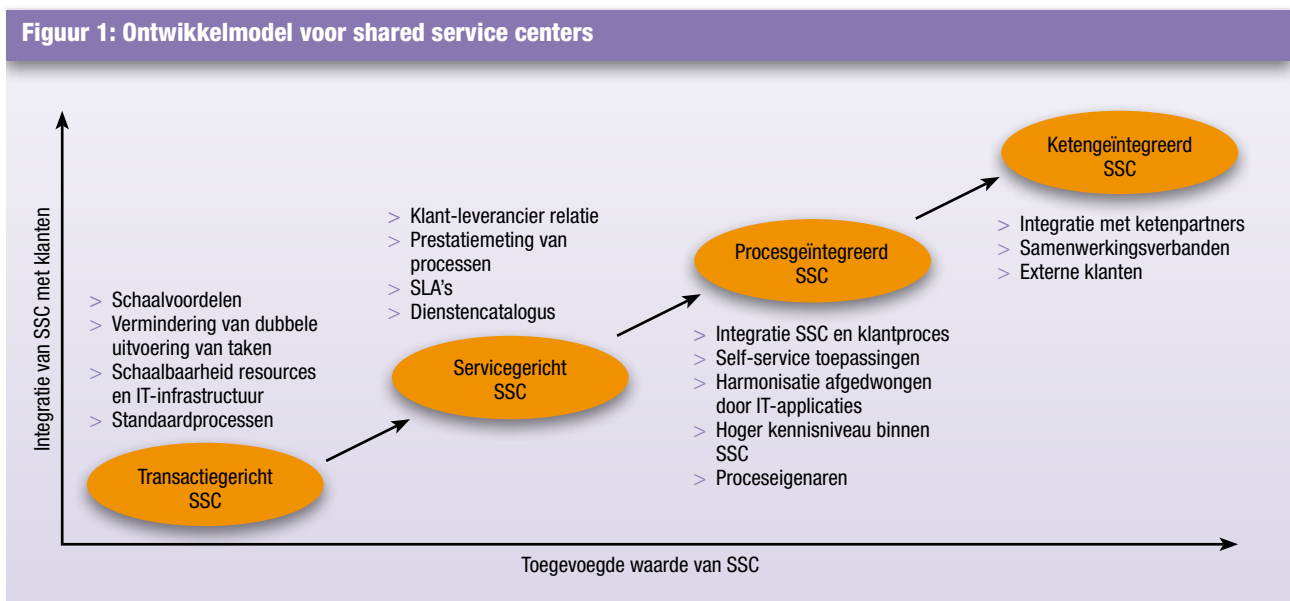 Figuur 1: Ontwikkelmodel voor shared service centers
Integratie van SSC met klanten
> Schaalvoordelen
> Vermindering van dubbele
uitvoering van taken
> Schaalbaarheid resources
en IT-infrastructuur
> Standaardprocessen
Transactiegericht
SSC
> Klant-leverancier relatie
> Prestatiemeting van
processen
> SLA's
> Dienstencatalogus
Servicegericht
SSC
Procesgeïntegreerd
SSC
> Integratie SSC en klantproces
> Self-service toepassingen
> Harmonisatie afgedwongen
door IT-applicaties
> Hoger kennisniveau binnen
SSC
> Proceseigenaren
Ketengeïntegreerd
SSC
> Integratie met ketenpartners
> Samenwerkingsverbanden
> Externe klanten
Toegevoegde waarde van SSC